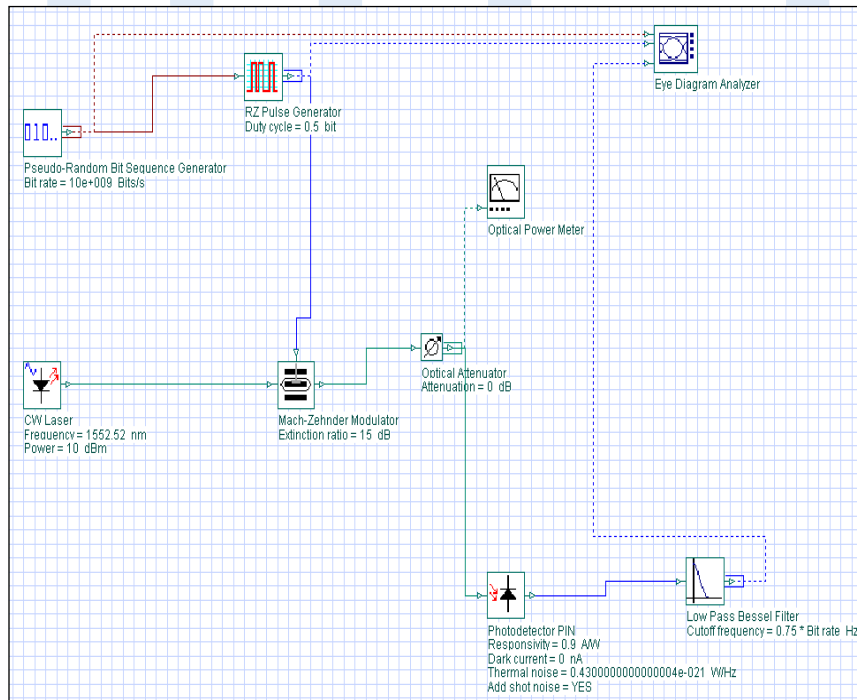 Eye Diagram Analyzer
RZ Pulse Generator
Duty cycle = 0.5 bit
010..
Pseudo-Random Bit Sequence Generator
Bit rate = 10e+009 Bits/s
Optical Power Meter
Optical Attenuator
Attenuation = 0 dB
CW Laser
Frequency = 1552.52 nm
Power = 10 dBm
Mach-Zehnder Modulator
Extinction ratio = 15 dB
Low Pass Bessel Filter
Cutoff frequency = 0.75 * Bit rate Hz
Photodetector PIN
Responsivity = 0.9 A/W
Dark current = 0 nA
Thermal noise = 0.4300000000000004e-021 W/Hz
Add shot noise = YES